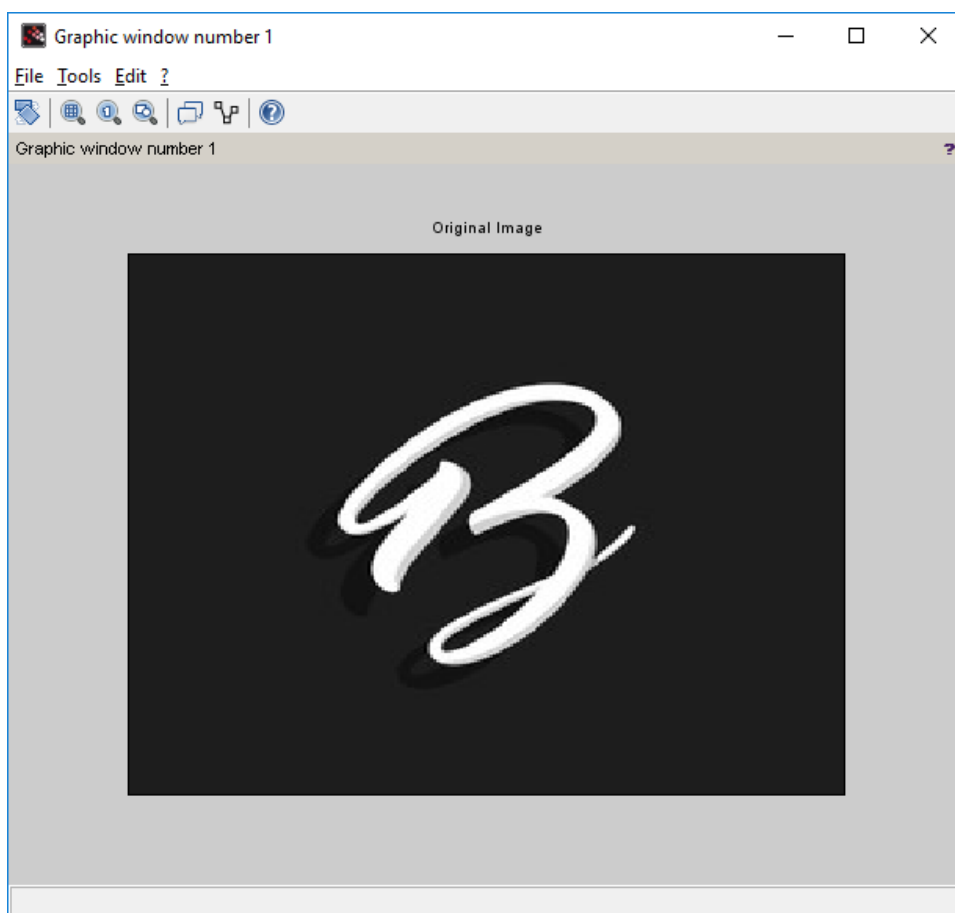 Graphic window number 1
File Tools Edit ?
Graphic window number 1 ?
Original Image
B